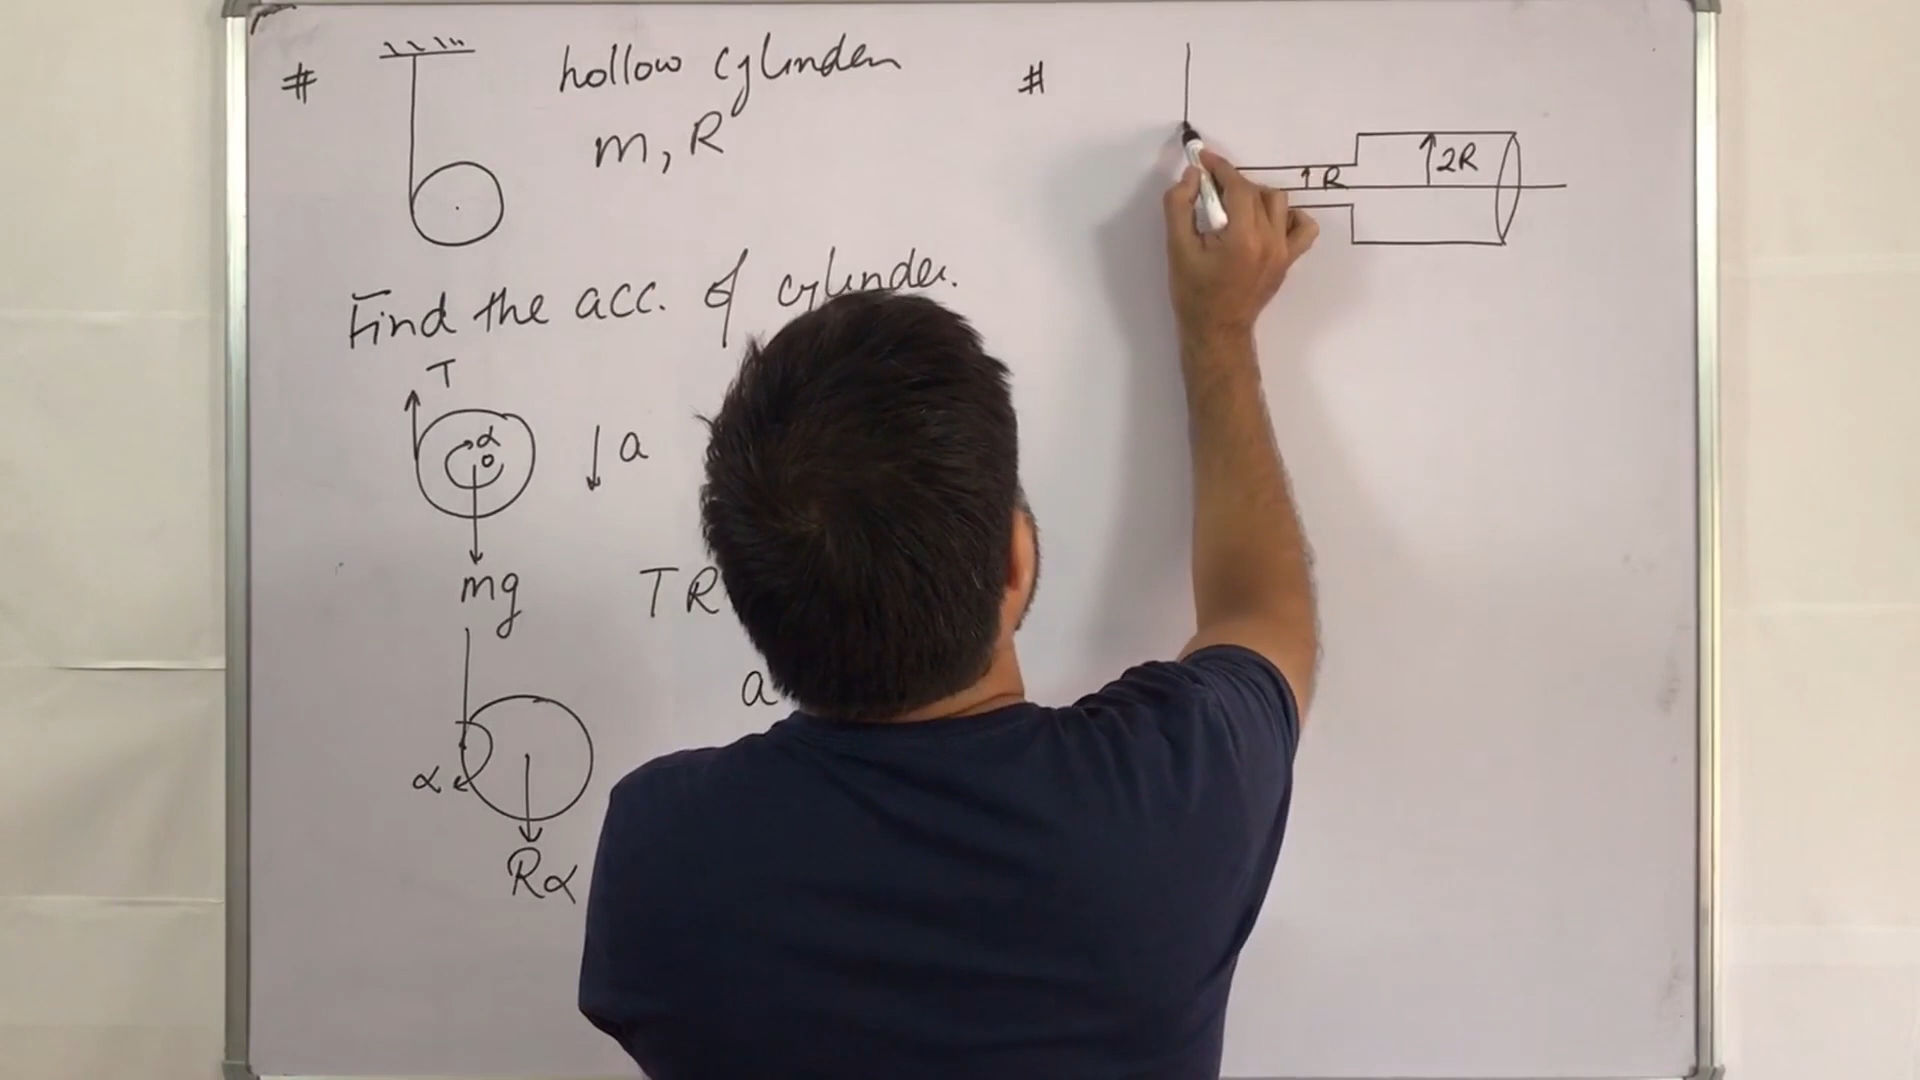 # hollow cylinder
m, R
Find the acc. of cylinder.
T
α
a
mg
TR
a
α
Rα
#
R
2R